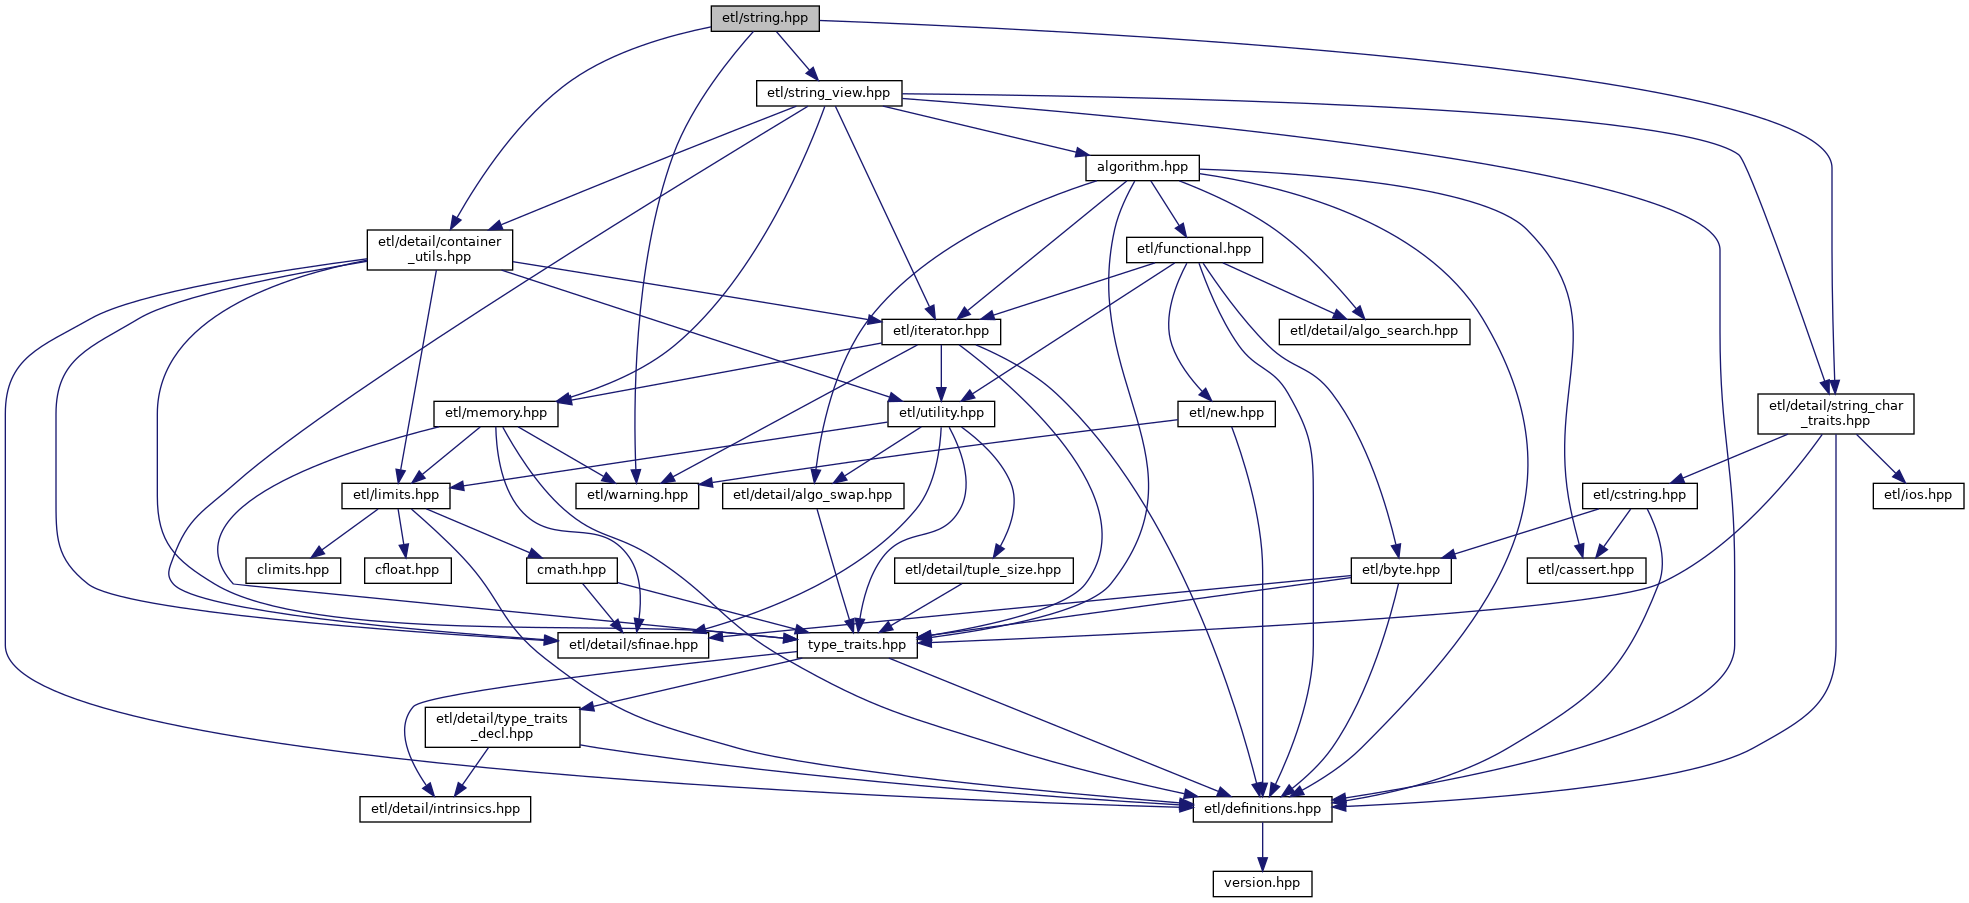 etl/string.hpp
etl/string_view.hpp
algorithm.hpp
etl/detail/container
_utils.hpp
etl/functional.hpp
etl/iterator.hpp
etl/detail/algo_search.hpp
etl/memory.hpp
etl/utility.hpp
etl/new.hpp
etl/detail/string_char
_traits.hpp
etl/limits.hpp
etl/warning.hpp
etl/detail/algo_swap.hpp
etl/cstring.hpp
etl/ios.hpp
climits.hpp
cfloat.hpp
cmath.hpp
etl/detail/tuple_size.hpp
etl/byte.hpp
etl/cassert.hpp
etl/detail/sfinae.hpp
type_traits.hpp
etl/detail/type_traits
_decl.hpp
etl/detail/intrinsics.hpp
etl/definitions.hpp
version.hpp